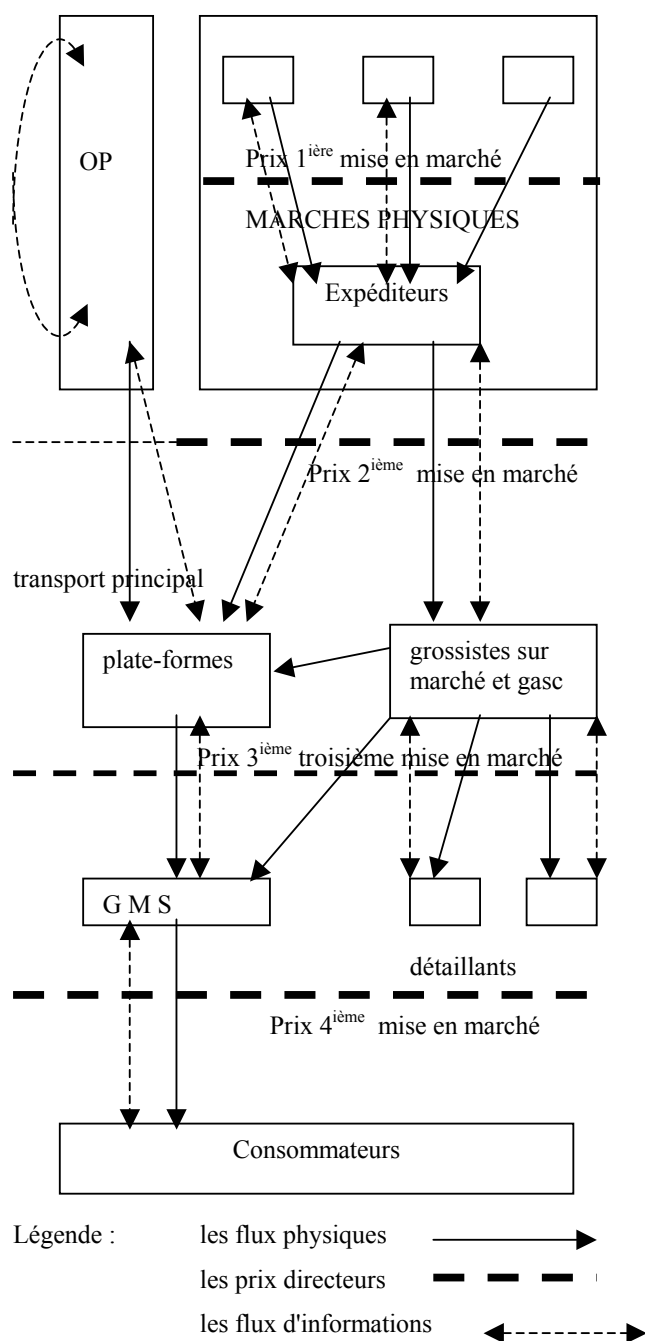 OP
Prix 1ière mise en marché
MARCHES PHYSIQUES
Expéditeurs
Prix 2ième mise en marché
transport principal
plate-formes
grossistes sur
marché et gasc
Prix 3ième troisième mise en marché
G M S
détaillants
Prix 4ième mise en marché
Consommateurs
Légende :
les flux physiques
les prix directeurs
les flux d'informations